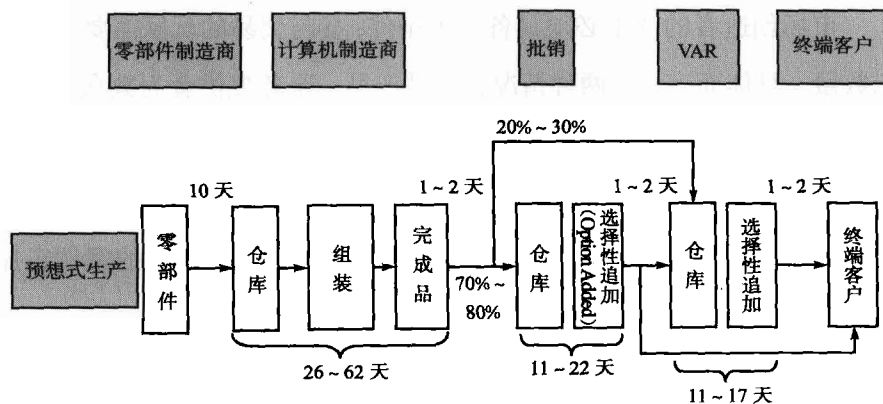 零部件制造商
计算机制造商
批销
VAR
终端客户
20%~30%
10天
1~2天
1~2天
1~2天
预想式生产
零部件
仓库
组装
完成品
70%~
80%
仓库
选择性追加
(Option Added)
仓库
选择性追加
终端客户
26~62天
11~22天
11~17天